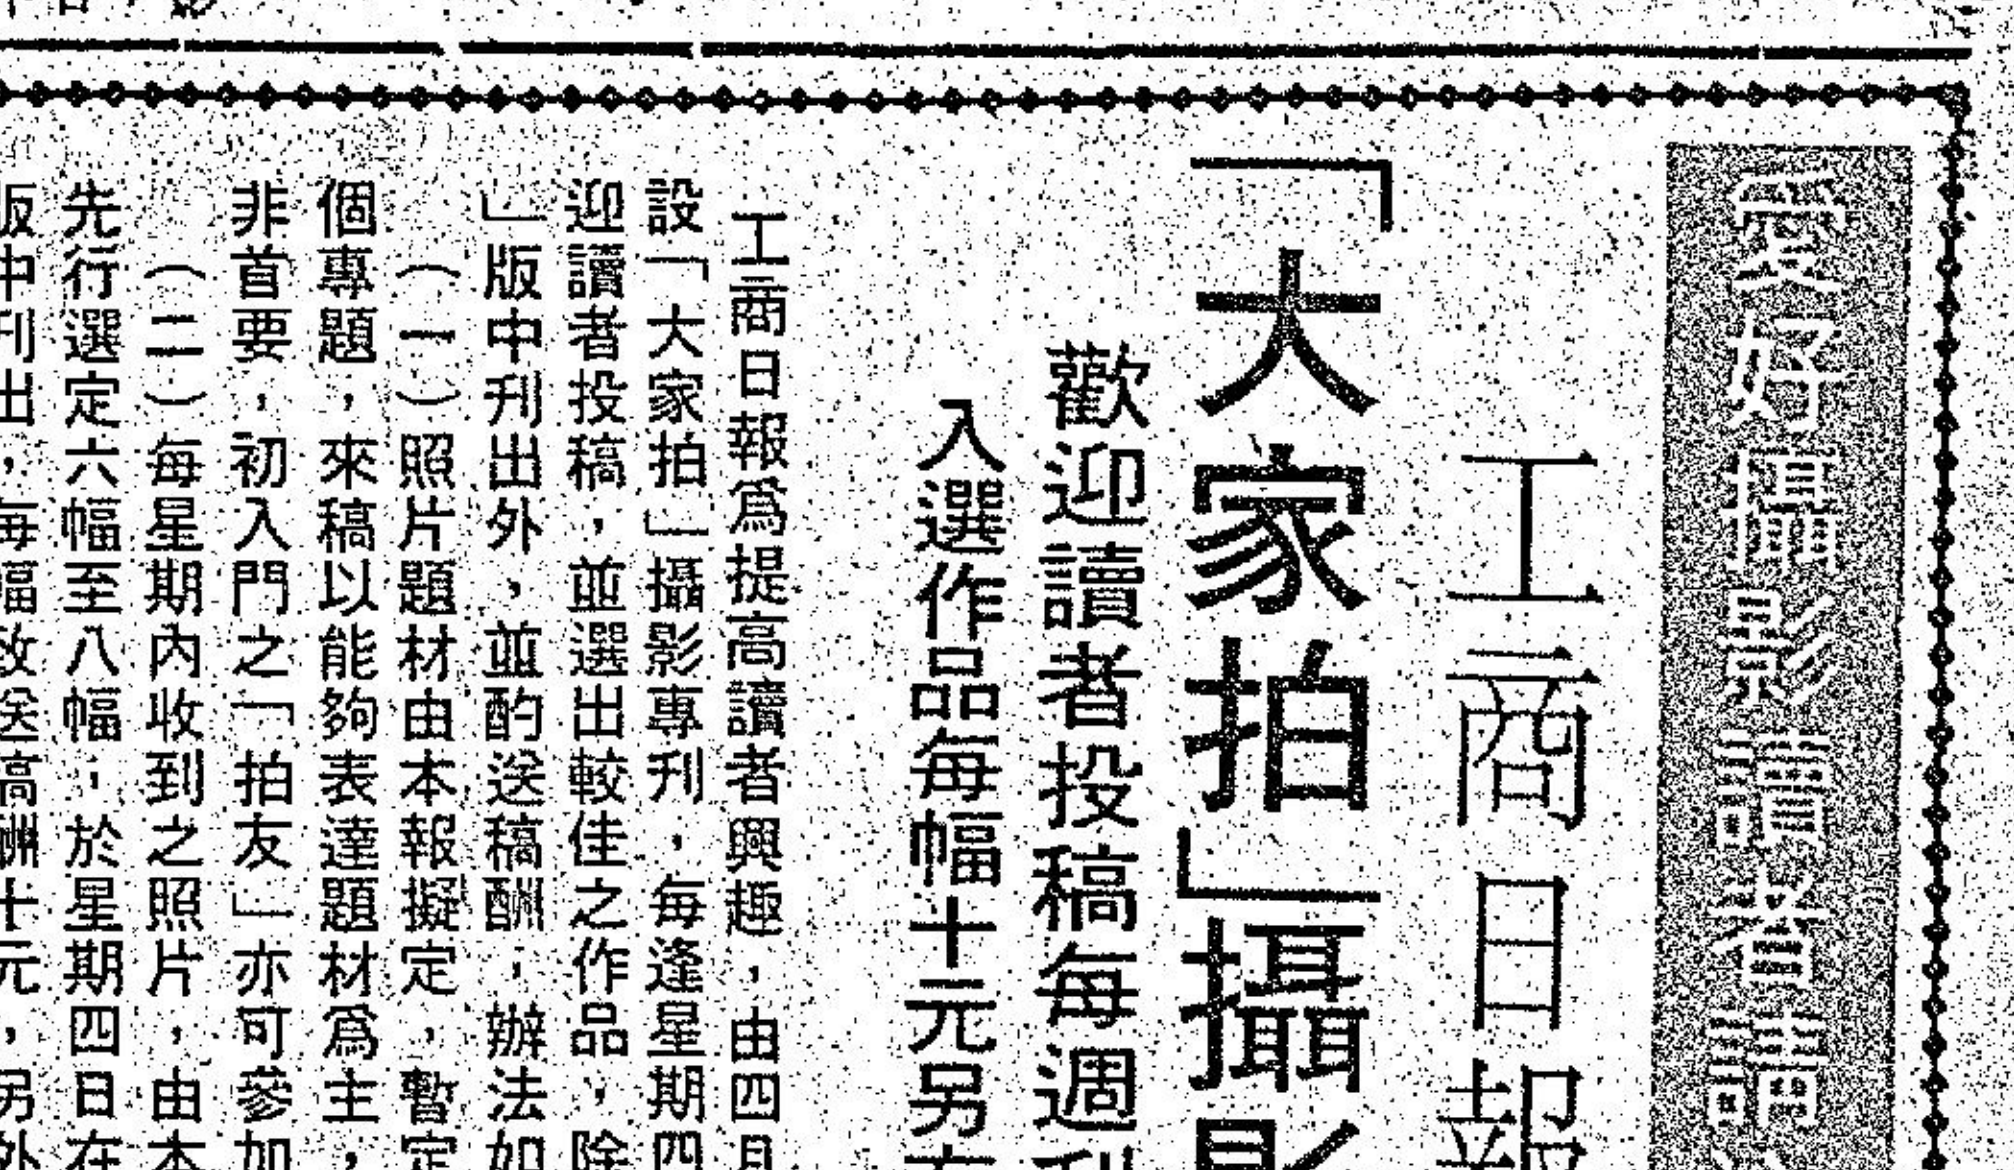 愛好攝影讀者請
工商日報
「大家拍」攝影
歡迎讀者投稿每週刊
入選作品每幅十元另有
工商日報爲提高讀者興趣，由四月
設「大家拍」攝影專刊，每逢星期四
迎讀者投稿，並選出較佳之作品，除
」版中刊出外，並酌送稿酬；辦法如
（一）照片題材由本報擬定，暫定
個專題，來稿以能夠表達題材爲主，
非首要，初入門之「拍友」亦可參加
（二）每星期內收到之照片，由本
先行選定六幅至八幅；於星期四日在
版中刊出，每幅致送稿酬十元，另外